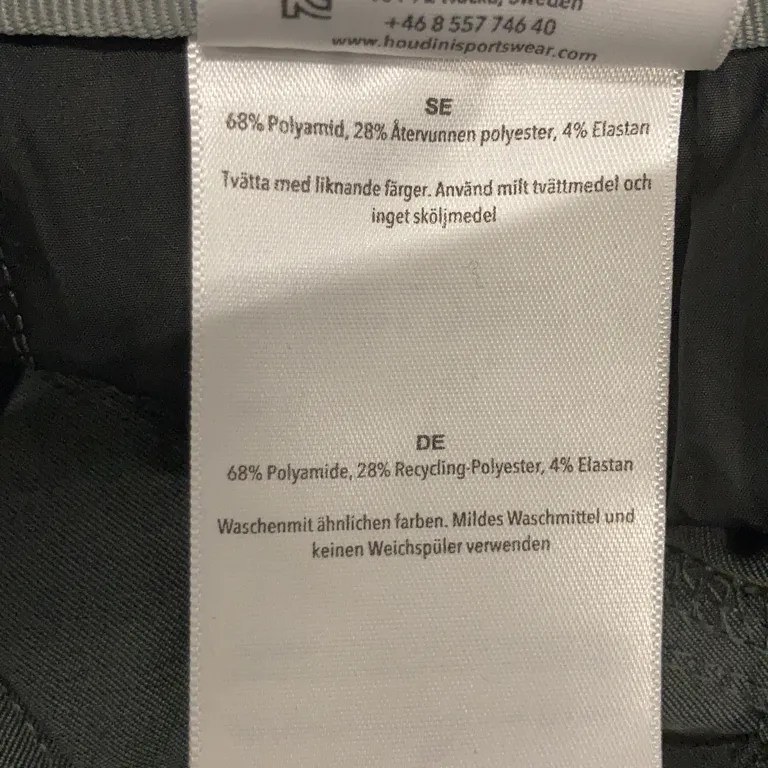 Sweden
+46 8 557 746 40
www.houdinisportswear.com
SE
68% Polyamid, 28% Återvunnen polyester, 4% Elastan
Tvätta med liknande färger. Använd milt tvättmedel och
inget sköljmedel
DE
68% Polyamide, 28% Recycling-Polyester, 4% Elastan
Waschenmit ähnlichen farben. Mildes Waschmittel und
keinen Weichspüler verwenden